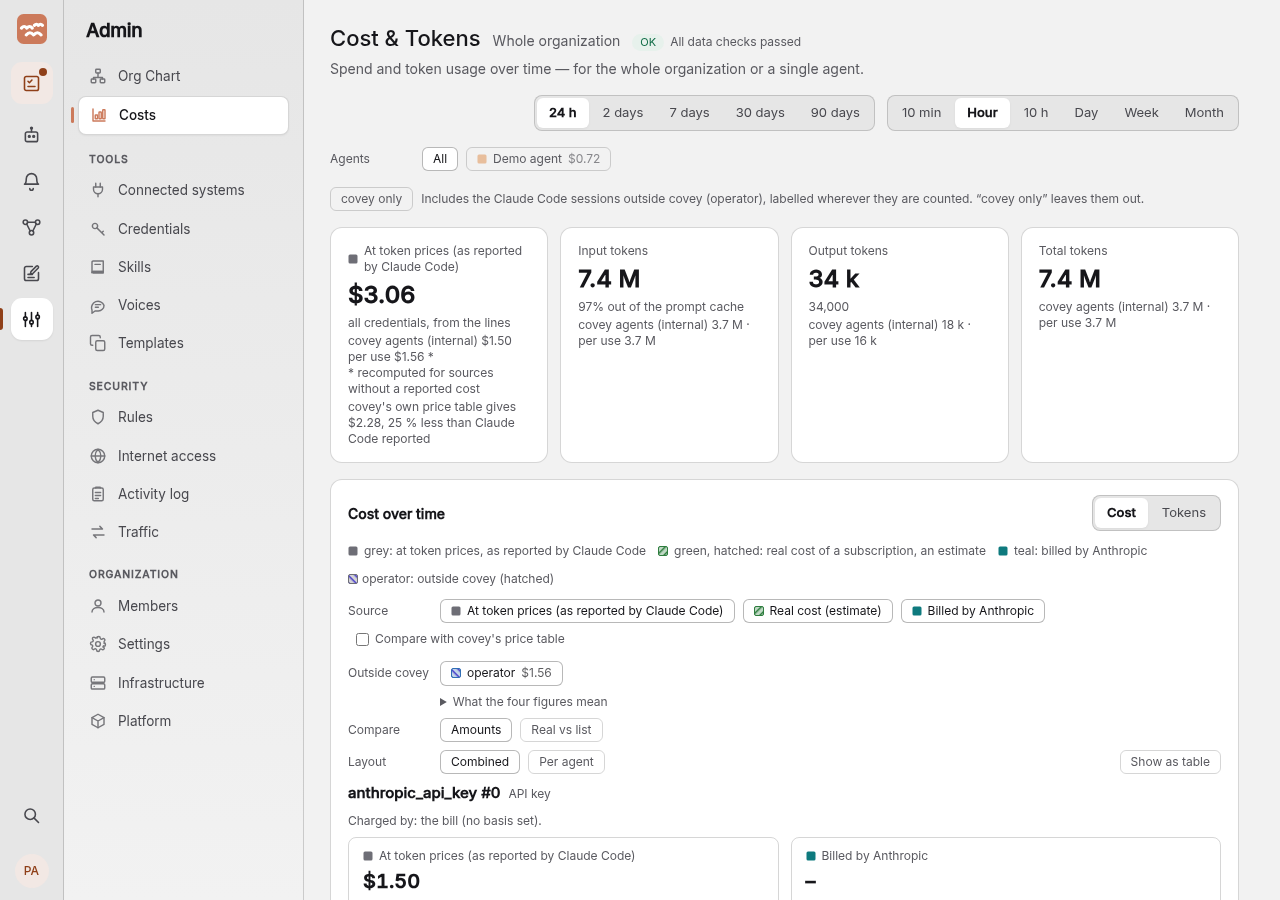 Admin
Org Chart
Costs
TOOLS
Connected systems
Credentials
Skills
Voices
Templates
SECURITY
Rules
Internet access
Activity log
Traffic
ORGANIZATION
Members
Settings
Infrastructure
Platform
PA
Cost & Tokens Whole organization OK All data checks passed
Spend and token usage over time — for the whole organization or a single agent.
24 h 2 days 7 days 30 days 90 days 10 min Hour 10 h Day Week Month
Agents All Demo agent $0.72
covey only Includes the Claude Code sessions outside covey (operator), labelled wherever they are counted. “covey only” leaves them out.
At token prices (as reported
by Claude Code)
$3.06
all credentials, from the lines
covey agents (internal) $1.50
per use $1.56 *
* recomputed for sources
without a reported cost
covey's own price table gives
$2.28, 25 % less than Claude
Code reported
Input tokens
7.4 M
97% out of the prompt cache
covey agents (internal) 3.7 M ·
per use 3.7 M
Output tokens
34 k
34,000
covey agents (internal) 18 k ·
per use 16 k
Total tokens
7.4 M
covey agents (internal) 3.7 M ·
per use 3.7 M
Cost over time Cost Tokens
grey: at token prices, as reported by Claude Code green, hatched: real cost of a subscription, an estimate teal: billed by Anthropic
operator: outside covey (hatched)
Source At token prices (as reported by Claude Code) Real cost (estimate) Billed by Anthropic
Compare with covey's price table
Outside covey operator $1.56
What the four figures mean
Compare Amounts Real vs list
Layout Combined Per agent Show as table
anthropic_api_key #0 API key
Charged by: the bill (no basis set).
At token prices (as reported by Claude Code)
$1.50
Billed by Anthropic
–